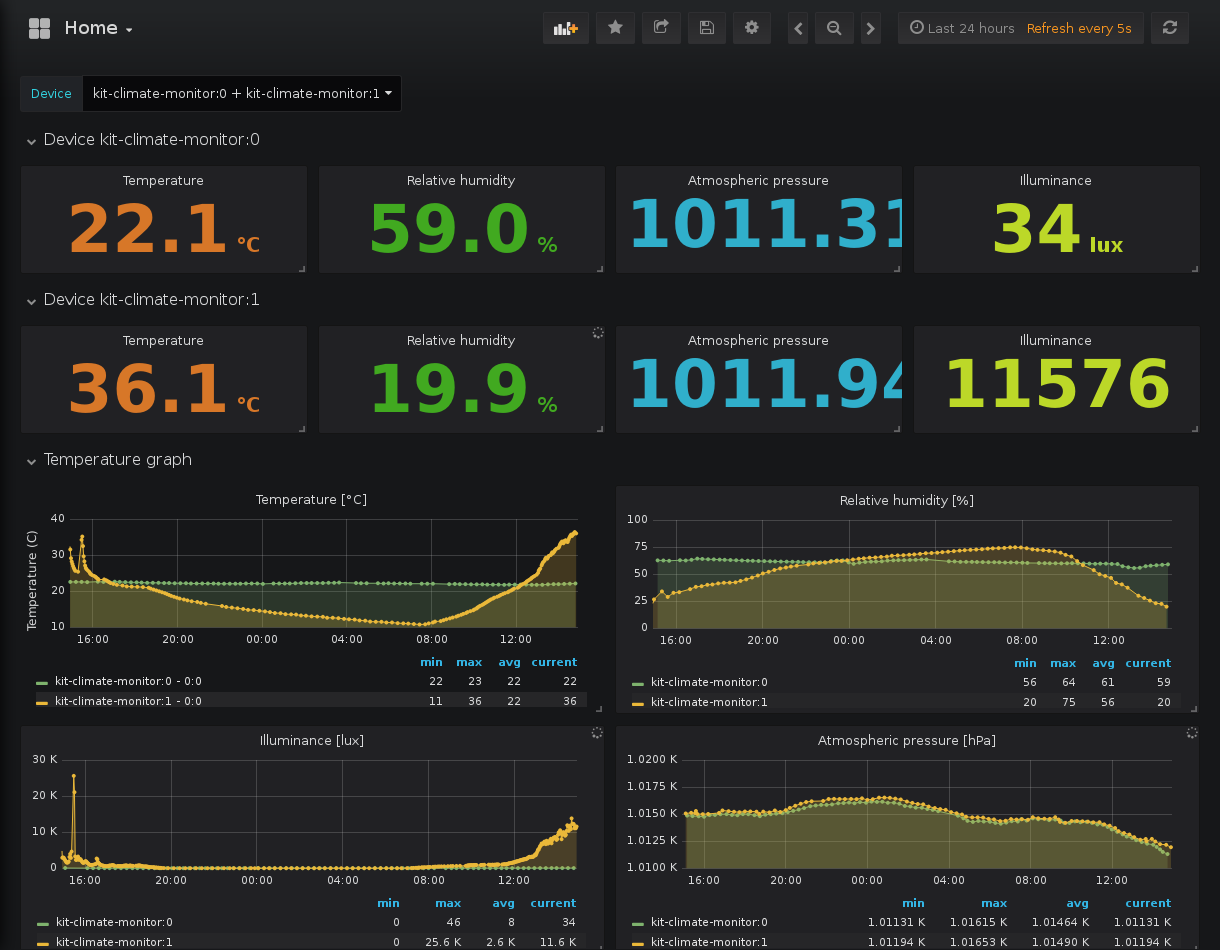 Home
Last 24 hours Refresh every 5s
Device kit-climate-monitor:0 + kit-climate-monitor:1
Device kit-climate-monitor:0
Temperature Relative humidity Atmospheric pressure Illuminance
22.1 °C 59.0 % 1011.31 34 lux
Device kit-climate-monitor:1
Temperature Relative humidity Atmospheric pressure Illuminance
36.1 °C 19.9 % 1011.94 11576
Temperature graph
Temperature [°C]
Temperature (C)
40
30
20
10
16:00 20:00 00:00 04:00 08:00 12:00
min max avg current
kit-climate-monitor:0 - 0:0 22 23 22 22
kit-climate-monitor:1 - 0:0 11 36 22 36
Relative humidity [%]
100
75
50
25
0
16:00 20:00 00:00 04:00 08:00 12:00
min max avg current
kit-climate-monitor:0 56 64 61 59
kit-climate-monitor:1 20 75 56 20
Illuminance [lux]
30 K
20 K
10 K
0
16:00 20:00 00:00 04:00 08:00 12:00
min max avg current
kit-climate-monitor:0 0 46 8 34
kit-climate-monitor:1 0 25.6 K 2.6 K 11.6 K
Atmospheric pressure [hPa]
1.0200 K
1.0175 K
1.0150 K
1.0125 K
1.0100 K
16:00 20:00 00:00 04:00 08:00 12:00
min max avg current
kit-climate-monitor:0 1.01131 K 1.01615 K 1.01464 K 1.01131 K
kit-climate-monitor:1 1.01194 K 1.01653 K 1.01490 K 1.01194 K